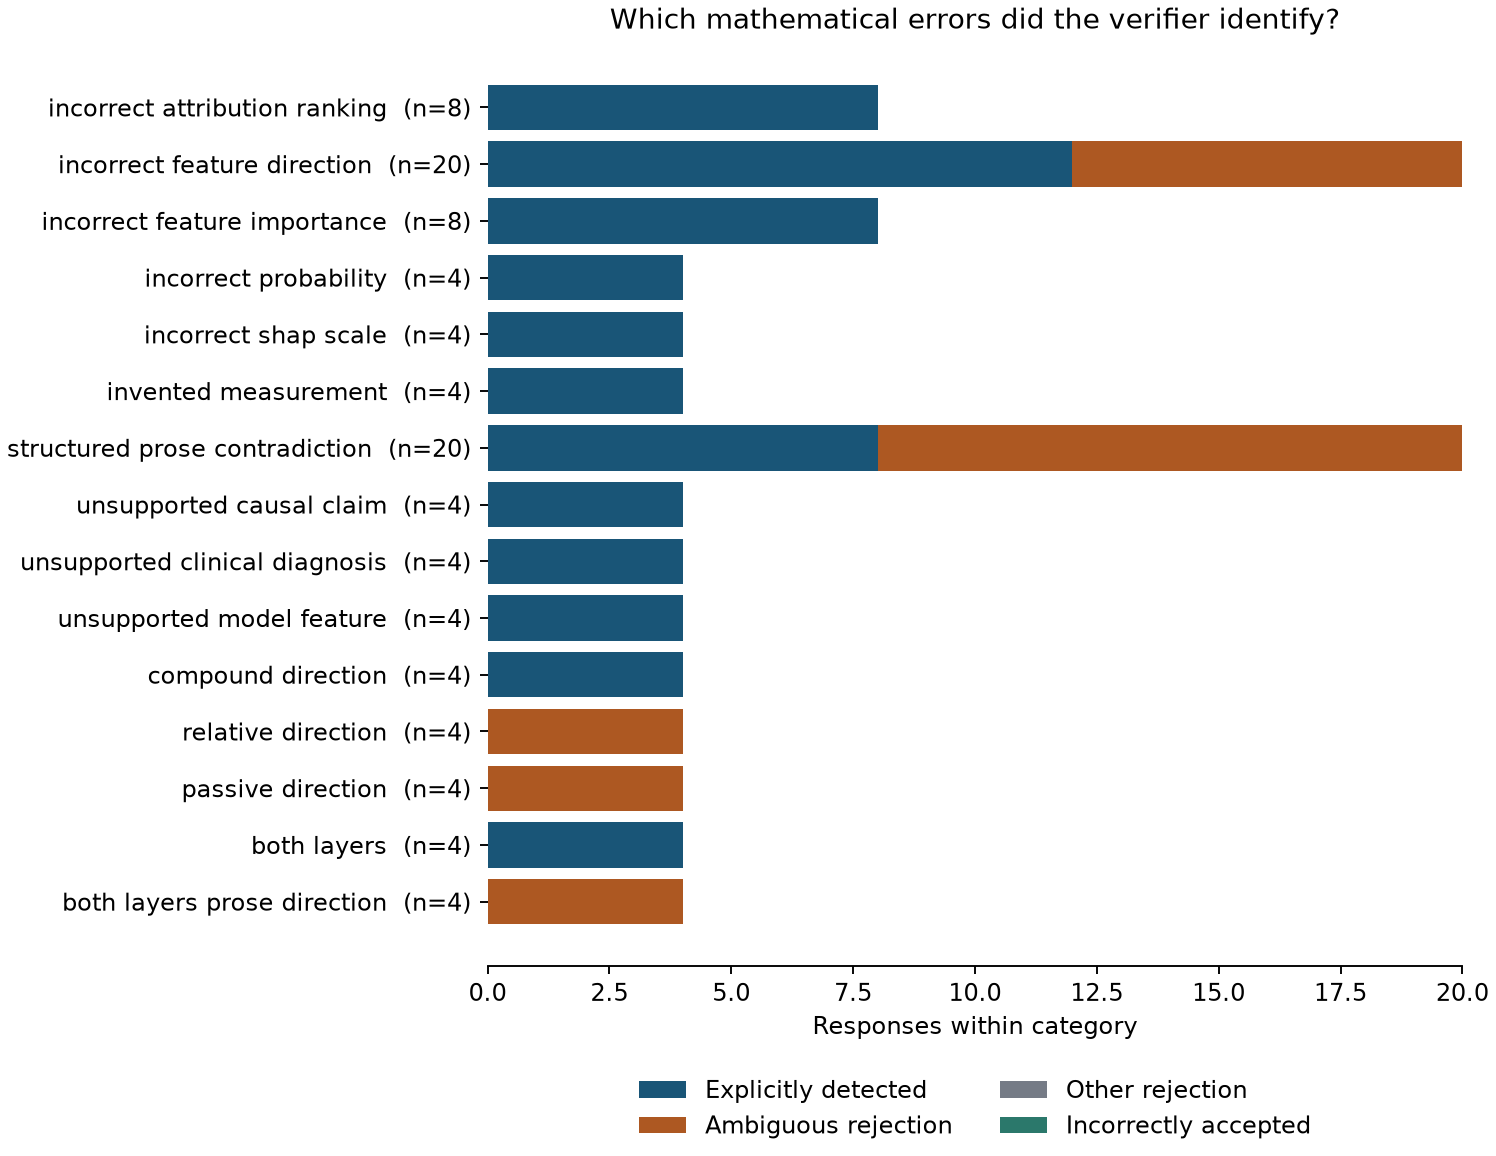 Which mathematical errors did the verifier identify?
incorrect attribution ranking (n=8)
incorrect feature direction (n=20)
incorrect feature importance (n=8)
incorrect probability (n=4)
incorrect shap scale (n=4)
invented measurement (n=4)
structured prose contradiction (n=20)
unsupported causal claim (n=4)
unsupported clinical diagnosis (n=4)
unsupported model feature (n=4)
compound direction (n=4)
relative direction (n=4)
passive direction (n=4)
both layers (n=4)
both layers prose direction (n=4)
0.0 2.5 5.0 7.5 10.0 12.5 15.0 17.5 20.0
Responses within category
Explicitly detected
Ambiguous rejection
Other rejection
Incorrectly accepted